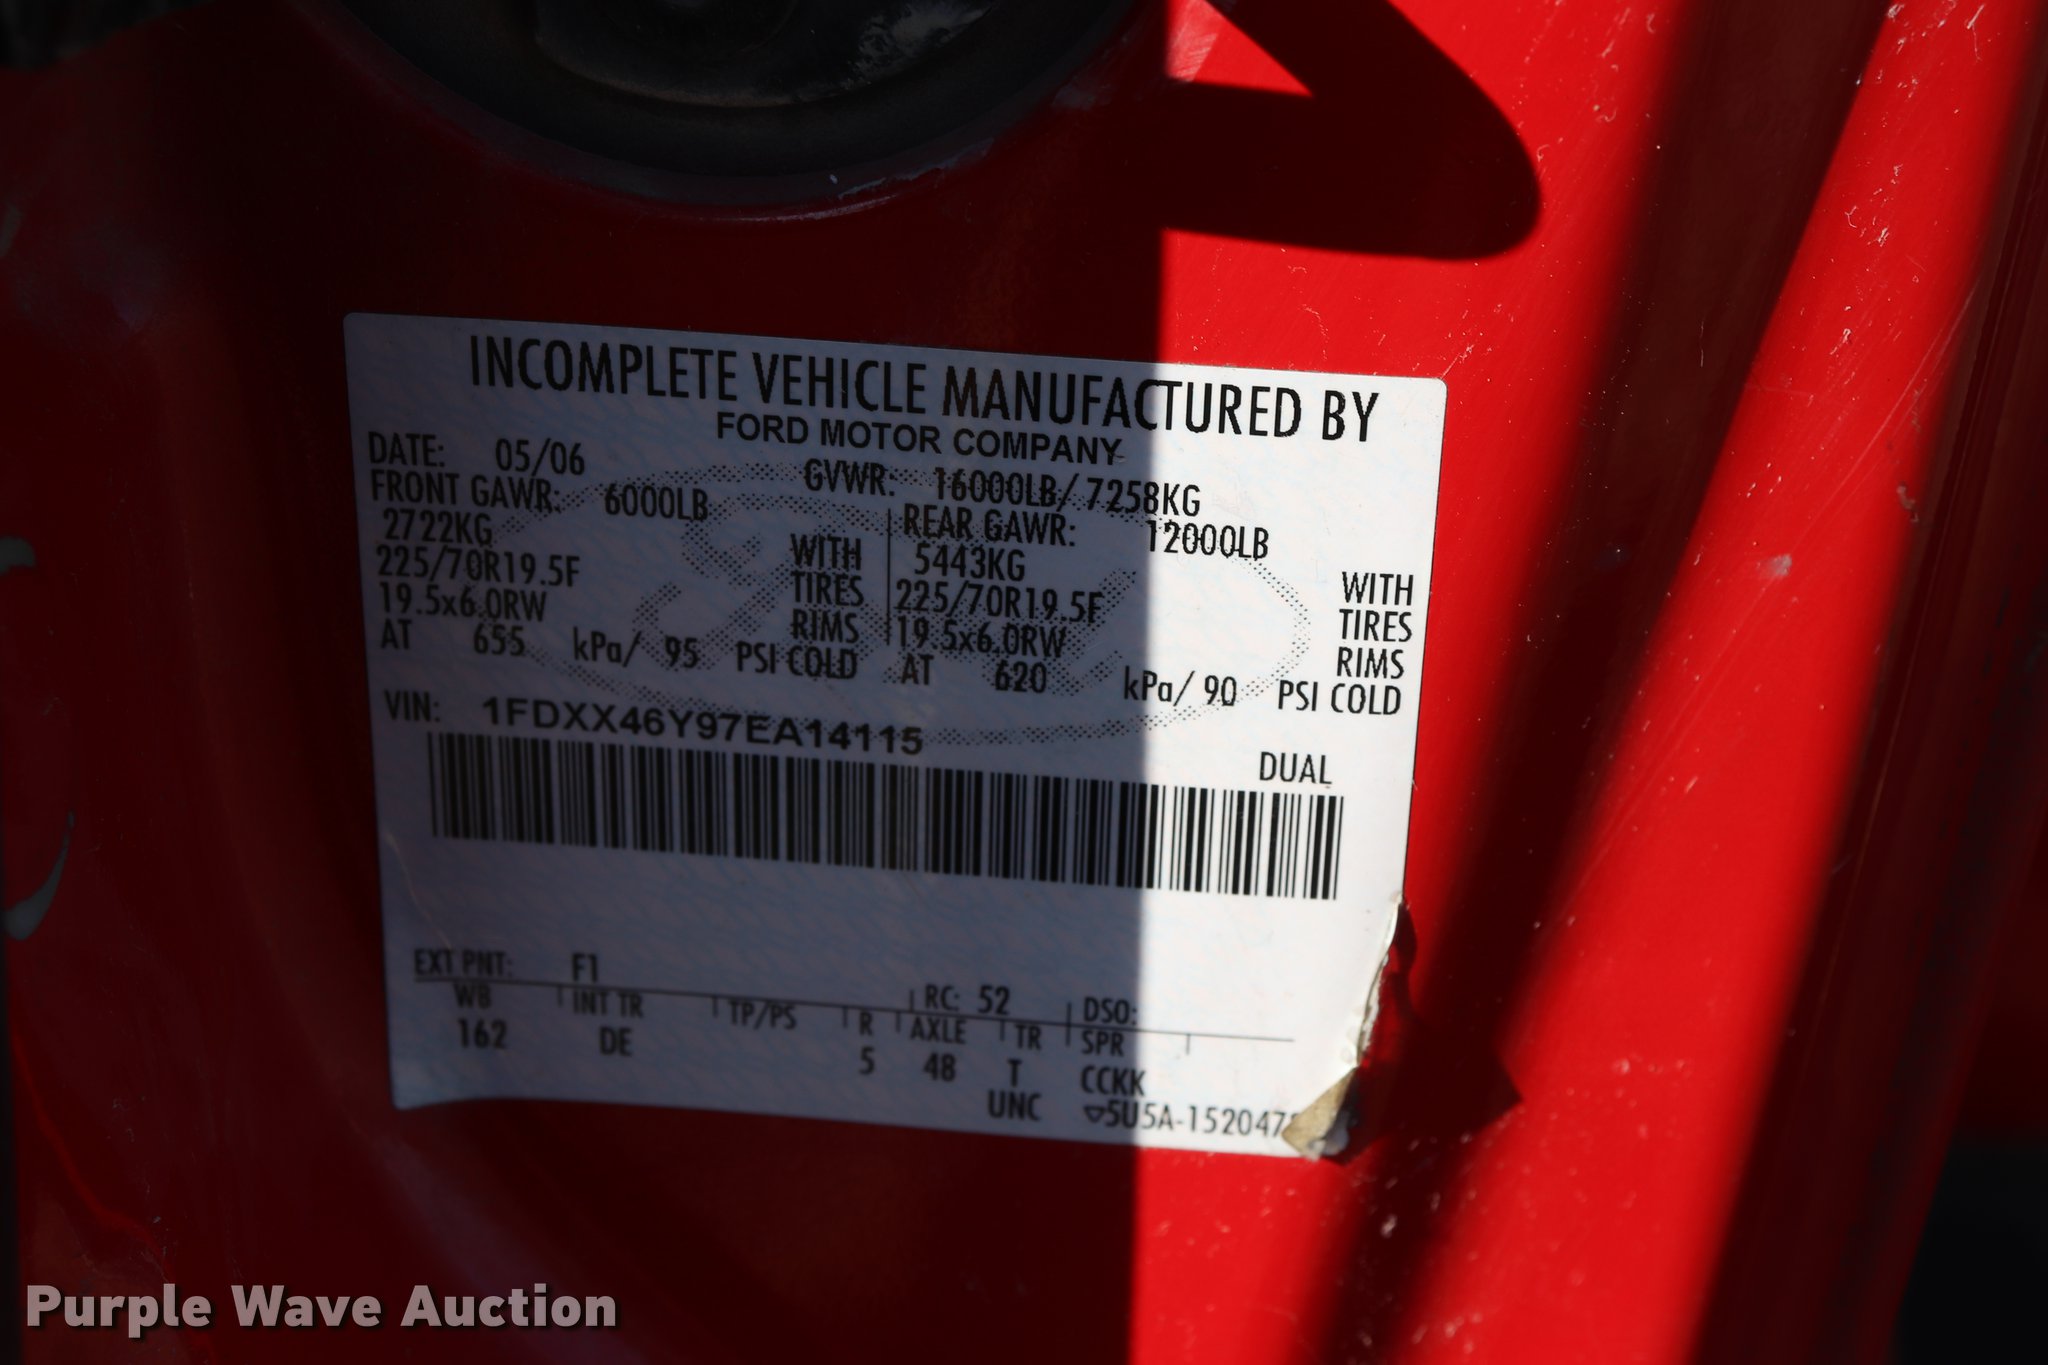 INCOMPLETE VEHICLE MANUFACTURED BY
FORD MOTOR COMPANY
DATE: 05/06 GVWR: 16000LB/ 7258KG
FRONT GAWR: 6000LB REAR GAWR: 12000LB
2722KG WITH 5443KG WITH
225/70R19.5F TIRES 225/70R19.5F TIRES
19.5x6.0RW RIMS 19.5x6.0RW RIMS
AT 655 kPa/ 95 PSI COLD AT 620 kPa/ 90 PSI COLD
VIN: 1FDXX46Y97EA14115
DUAL
EXT PNT: F1 RC: 52 DSO:
WB INT TR TP/PS R AXLE TR SPR
162 DE 5 48 T CCKK
UNC ▽5U5A-152047
Purple Wave Auction